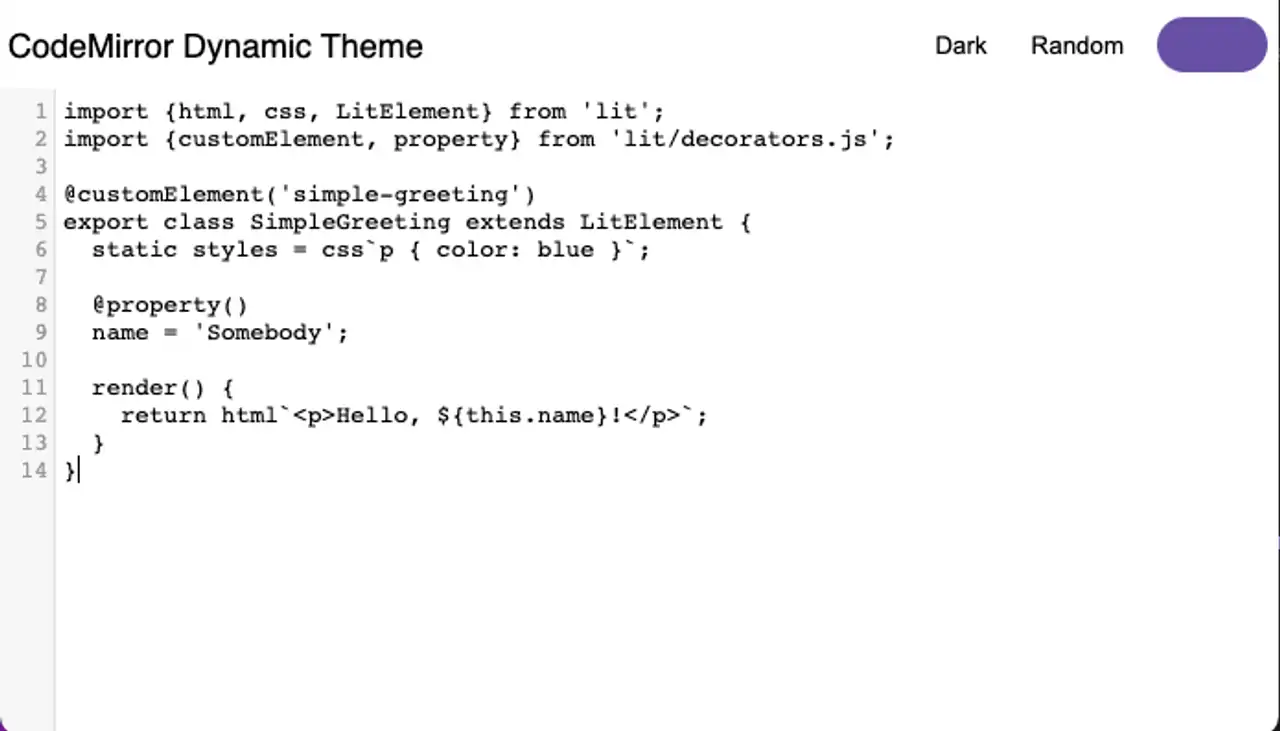 CodeMirror Dynamic Theme
Dark Random
1 import {html, css, LitElement} from 'lit';
2 import {customElement, property} from 'lit/decorators.js';
3
4 @customElement('simple-greeting')
5 export class SimpleGreeting extends LitElement {
6   static styles = css`p { color: blue }`;
7
8   @property()
9   name = 'Somebody';
10
11   render() {
12     return html`<p>Hello, ${this.name}!</p>`;
13   }
14 }